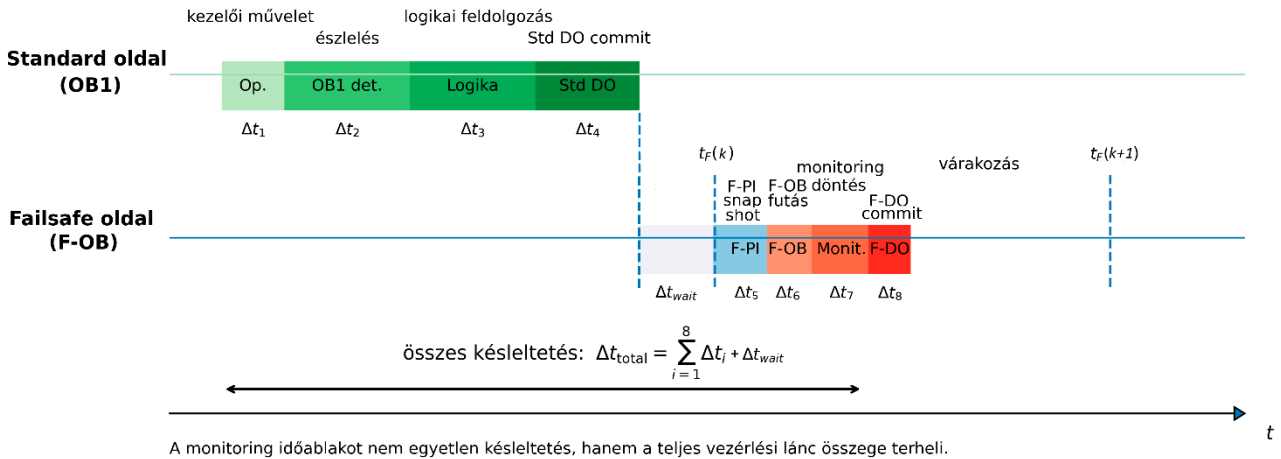 kezelői művelet
logikai feldolgozás
észlelés
Std DO commit
Standard oldal
(OB1)
Op.
OB1 det.
Logika
Std DO
Δt1
Δt2
Δt3
Δt4
tF(k)
monitoring
döntés
várakozás
tF(k+1)
F-PI
snap
shot
F-OB
futás
F-DO
commit
Failsafe oldal
(F-OB)
F-PI
F-OB
Monit.
F-DO
Δtwait
Δt5
Δt6
Δt7
Δt8
összes késleltetés: Δttotal = ∑i=18 Δti + Δtwait
t
A monitoring időablakot nem egyetlen késleltetés, hanem a teljes vezérlési lánc összege terheli.